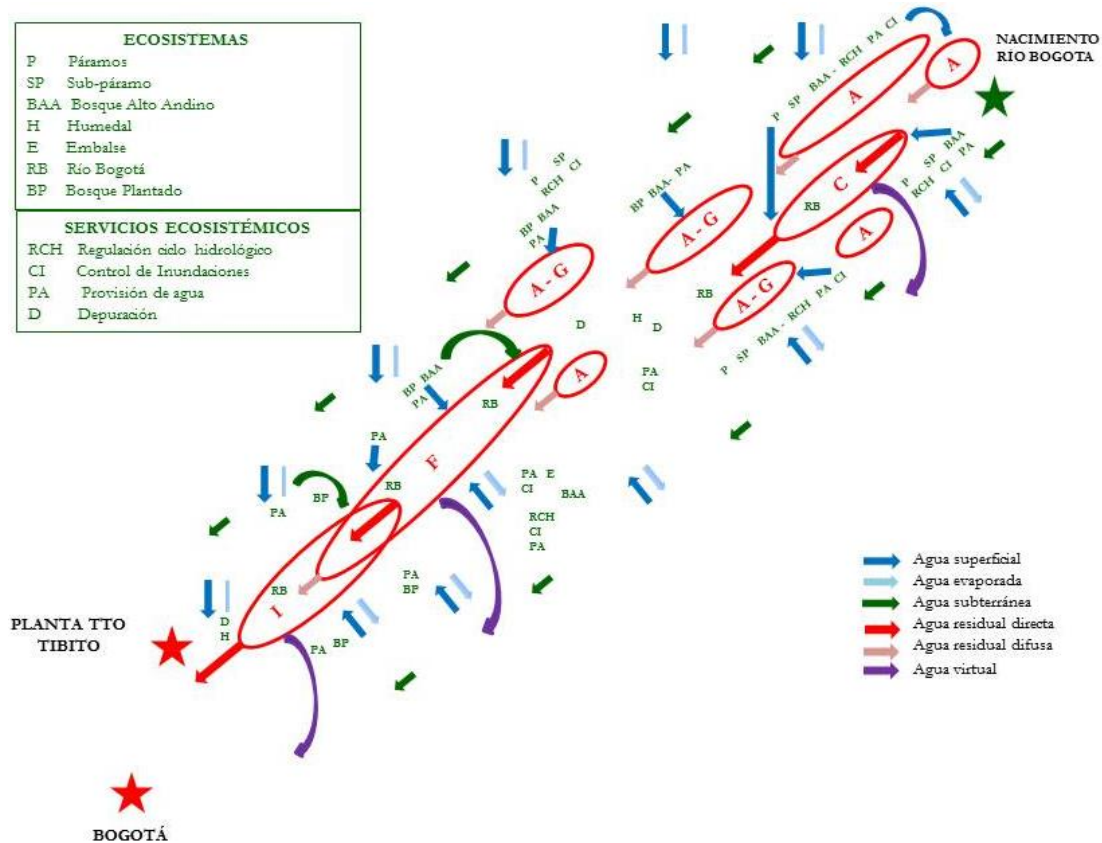 ECOSISTEMAS
P Páramos
SP Sub-páramo
BAA Bosque Alto Andino
H Humedal
E Embalse
RB Río Bogotá
BP Bosque Plantado
SERVICIOS ECOSISTÉMICOS
RCH Regulación ciclo hidrológico
CI Control de Inundaciones
PA Provisión de agua
D Depuración
NACIMIENTO
RÍO BOGOTA
P SP BAA - RCH PA CI
A
A
P SP BAA
RCH CI PA
C
RB
A
P SP
RCH CI
BP BAA
PA
A - G
BP BAA- PA
A - G
RB
A - G
P SP BAA - RCH PA CI
D
H
D
PA
CI
A
BP BAA
PA
RB
PA
F
RB
BP
PA
PA E
CI
BAA
RCH
CI
PA
PA
BP
RB
I
D
H
PA BP
PLANTA TTO
TIBITO
BOGOTÁ
Agua superficial
Agua evaporada
Agua subterránea
Agua residual directa
Agua residual difusa
Agua virtual